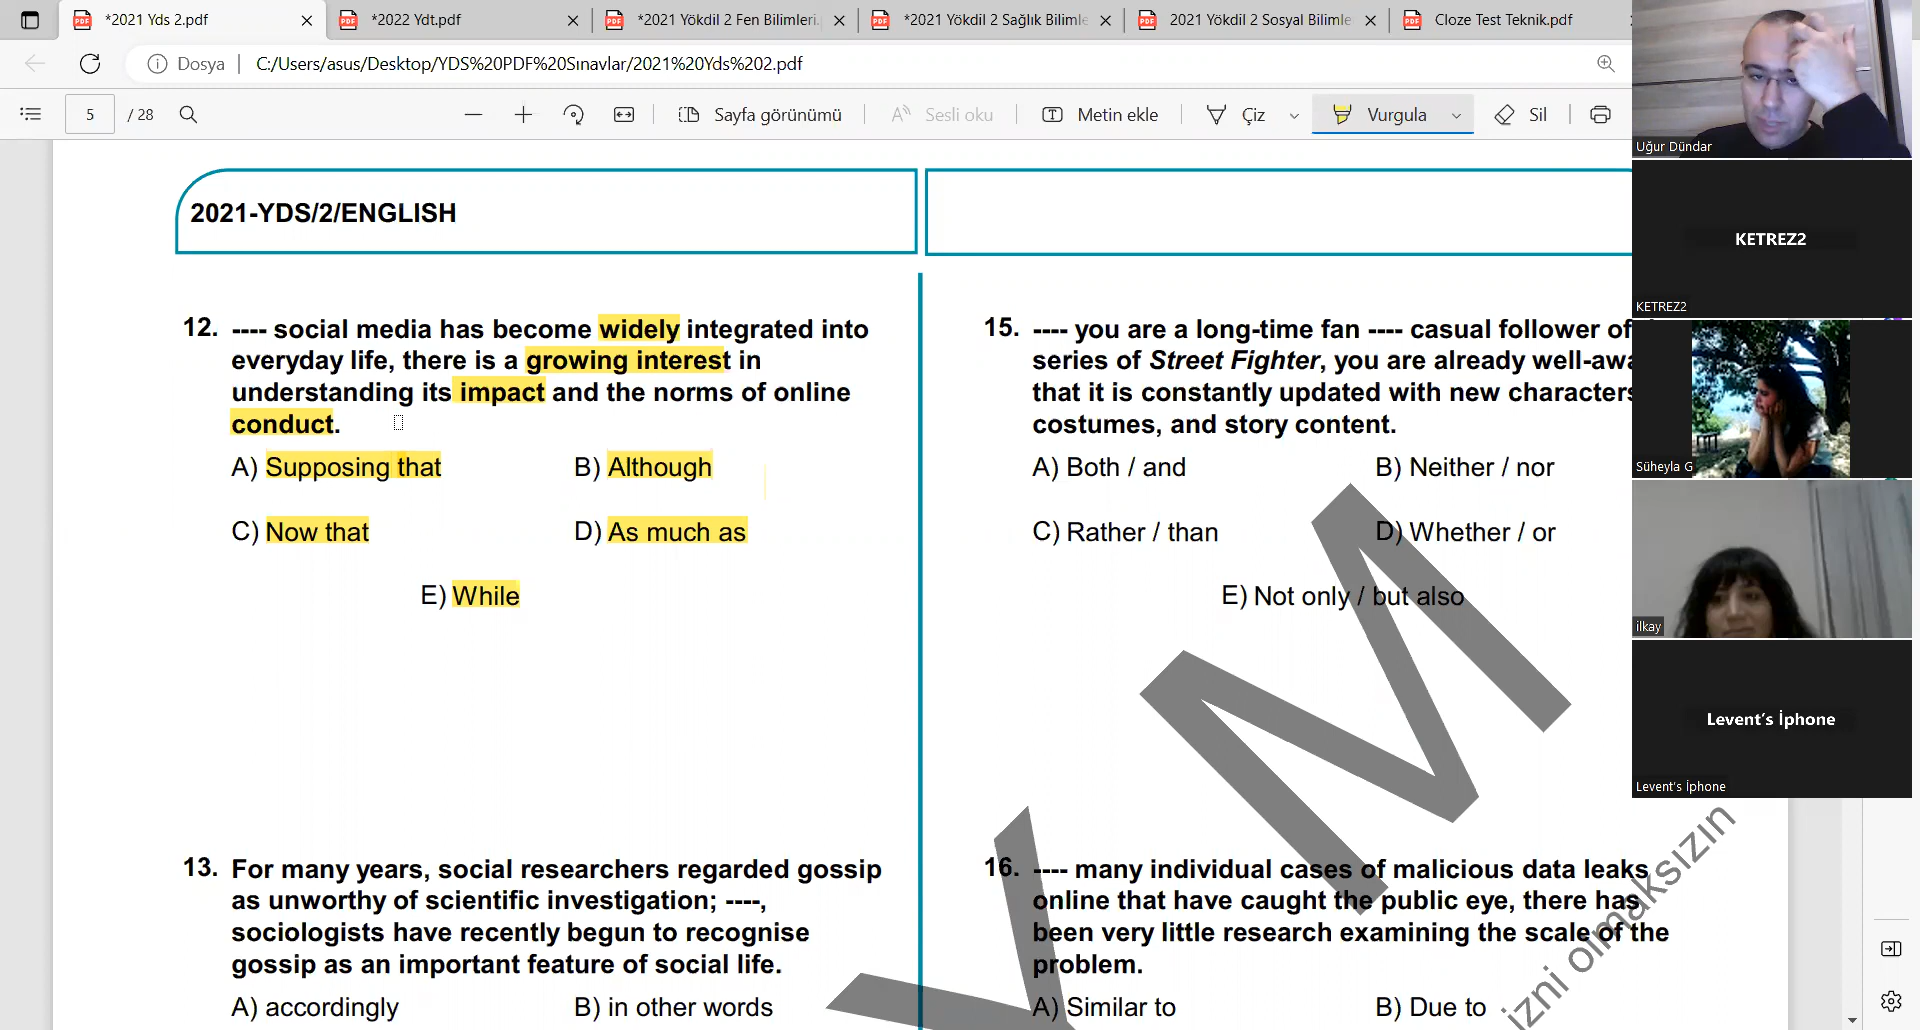 *2021 Yds 2.pdf
*2022 Ydt.pdf
*2021 Yökdil 2 Fen Bilimleri.
*2021 Yökdil 2 Sağlık Bilimle
2021 Yökdil 2 Sosyal Bilimle
Cloze Test Teknik.pdf
Dosya
C:/Users/asus/Desktop/YDS%20PDF%20Sınavlar/2021%20Yds%202.pdf
5 / 28
Sayfa görünümü
Sesli oku
Metin ekle
Çiz
Vurgula
Sil
2021-YDS/2/ENGLISH
12. ---- social media has become widely integrated into
everyday life, there is a growing interest in
understanding its impact and the norms of online
conduct.
A) Supposing that B) Although
C) Now that D) As much as
E) While
13. For many years, social researchers regarded gossip
as unworthy of scientific investigation; ----,
sociologists have recently begun to recognise
gossip as an important feature of social life.
A) accordingly B) in other words
15. ---- you are a long-time fan ---- casual follower of
series of Street Fighter, you are already well-awa
that it is constantly updated with new characters
costumes, and story content.
A) Both / and B) Neither / nor
C) Rather / than D) Whether / or
E) Not only / but also
16. ---- many individual cases of malicious data leaks
online that have caught the public eye, there has
been very little research examining the scale of the
problem.
A) Similar to B) Due to
Y M
izni olmaksızın
Uğur Dündar
KETREZ2
KETREZ2
Süheyla G
ilkay
Levent's İphone
Levent's İphone